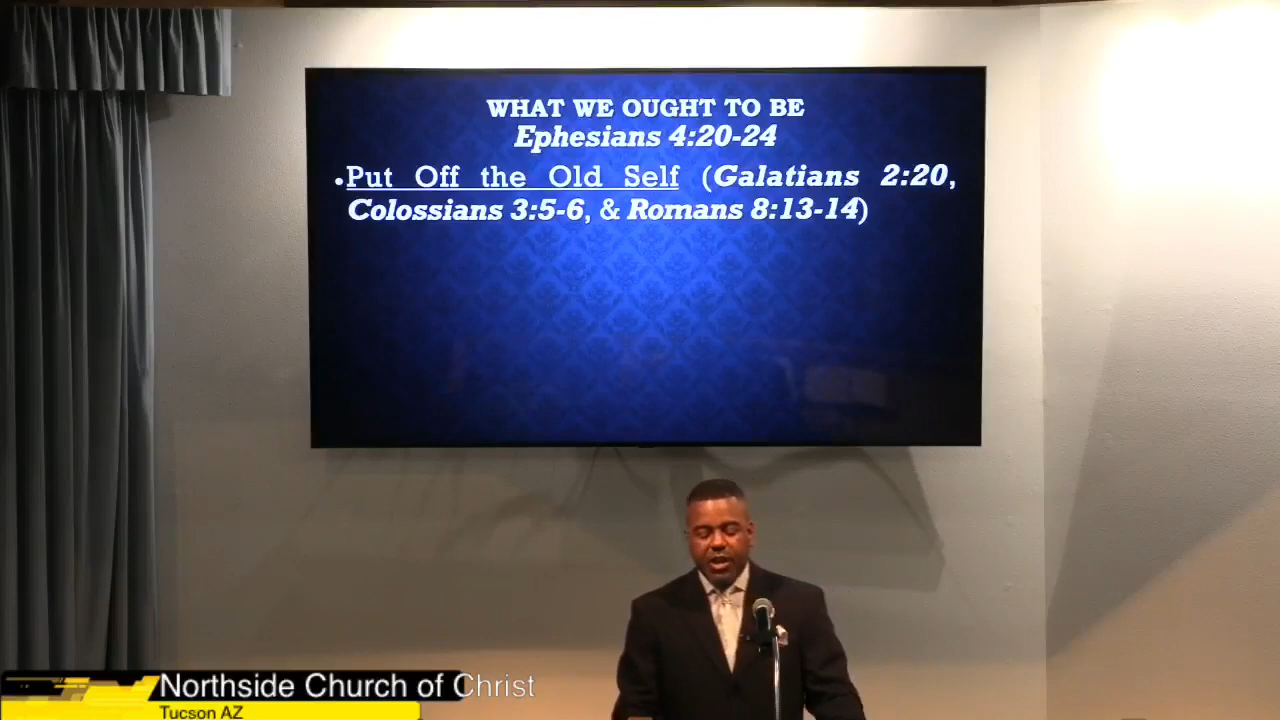 WHAT WE OUGHT TO BE
Ephesians 4:20-24
•Put Off the Old Self (Galatians 2:20,
Colossians 3:5-6, & Romans 8:13-14)
Northside Church of Christ
Tucson AZ